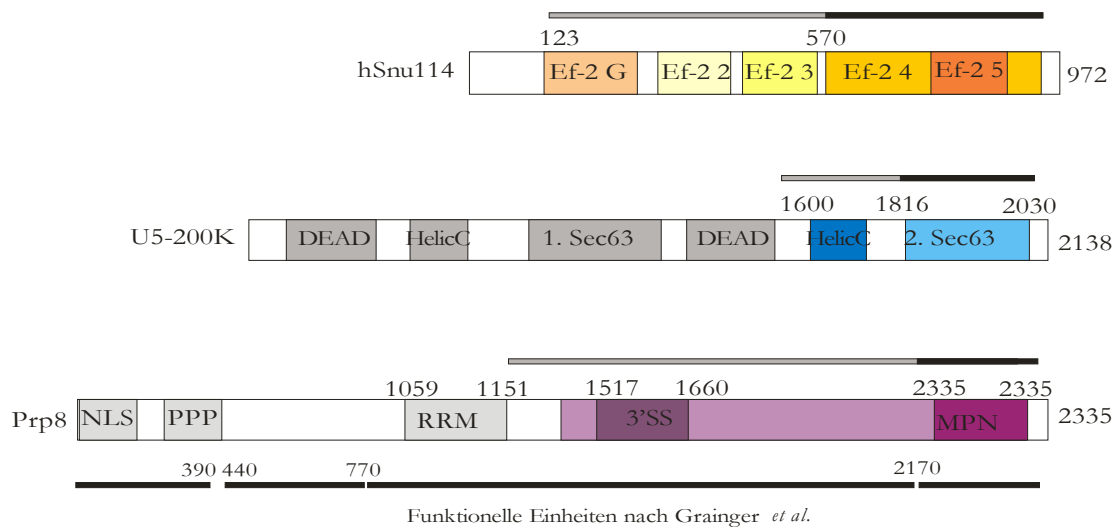 123 570
hSnu114 Ef-2 G Ef-2 2 Ef-2 3 Ef-2 4 Ef-2 5 972
1600 1816 2030
U5-200K DEAD HelicC 1. Sec63 DEAD HelicC 2. Sec63 2138
1059 1151 1517 1660 2335 2335
Prp8 NLS PPP RRM 3'SS MPN 2335
390 440 770 2170
Funktionelle Einheiten nach Grainger et al.